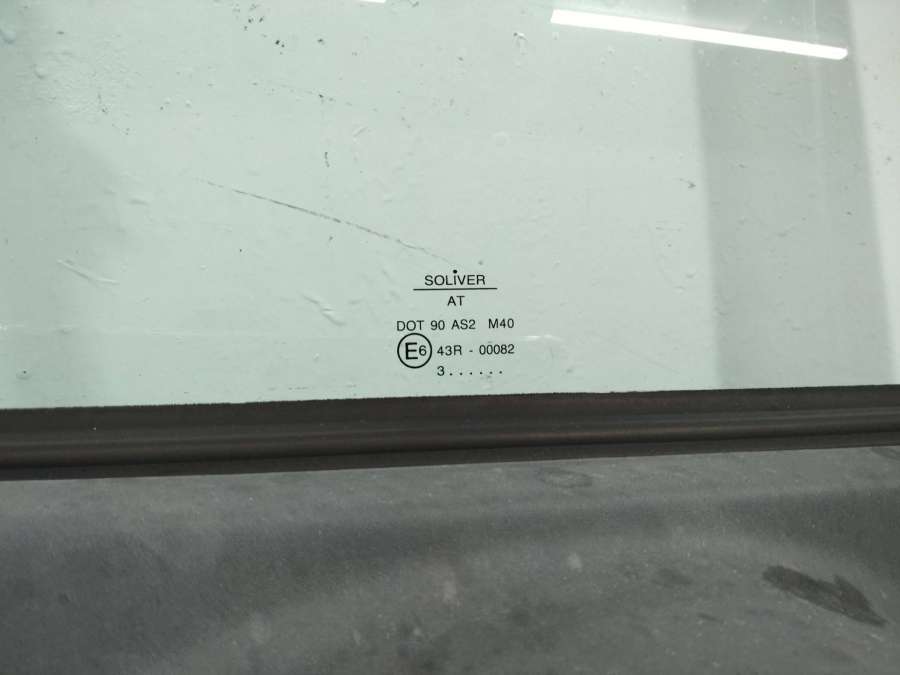 SOLiVER
AT
DOT 90 AS2 M40
E6 43R - 00082
3......